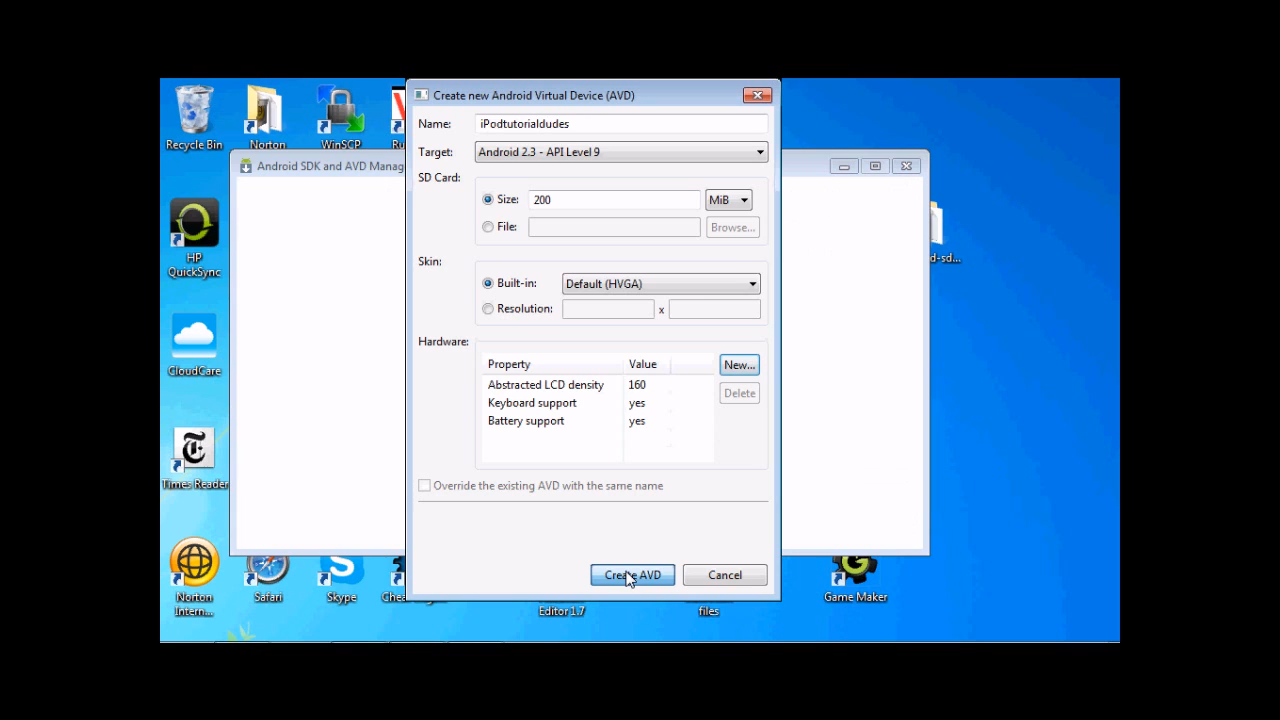 Create new Android Virtual Device (AVD)
Name: iPodtutorialdudes
Target: Android 2.3 - API Level 9
SD Card:
Size: 200 MiB
File: Browse...
Skin:
Built-in: Default (HVGA)
Resolution: x
Hardware:
Property Value New...
Abstracted LCD density 160 Delete
Keyboard support yes
Battery support yes
Override the existing AVD with the same name
Create AVD Cancel
Android SDK and AVD Manag
Recycle Bin Norton WinSCP Ru
HP
QuickSync
d-sd...
CloudCare
Times Reader
Norton
Intern...
Safari Skype Chea
Editor 1.7
files
Game Maker